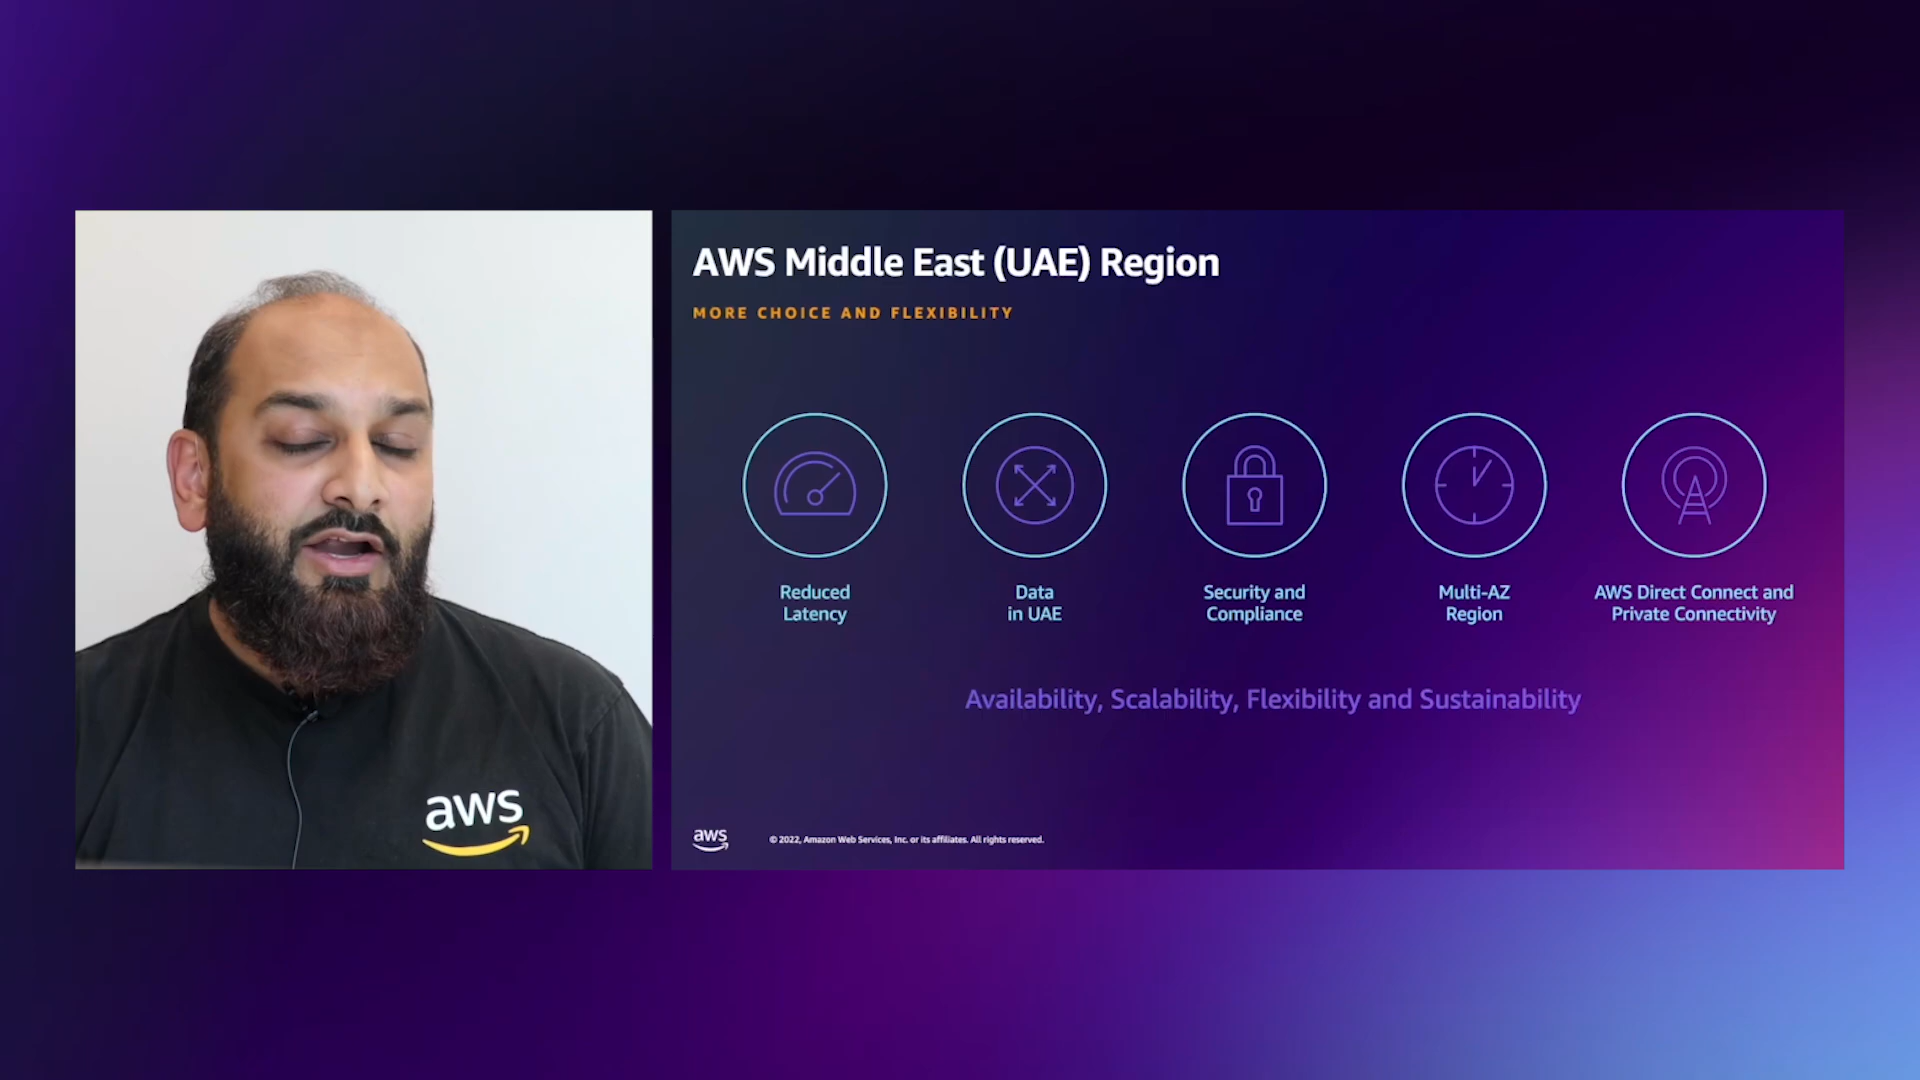 AWS Middle East (UAE) Region
MORE CHOICE AND FLEXIBILITY
Reduced
Latency
Data
in UAE
Security and
Compliance
Multi-AZ
Region
AWS Direct Connect and
Private Connectivity
Availability, Scalability, Flexibility and Sustainability
aws
aws
© 2022, Amazon Web Services, Inc. or its affiliates. All rights reserved.